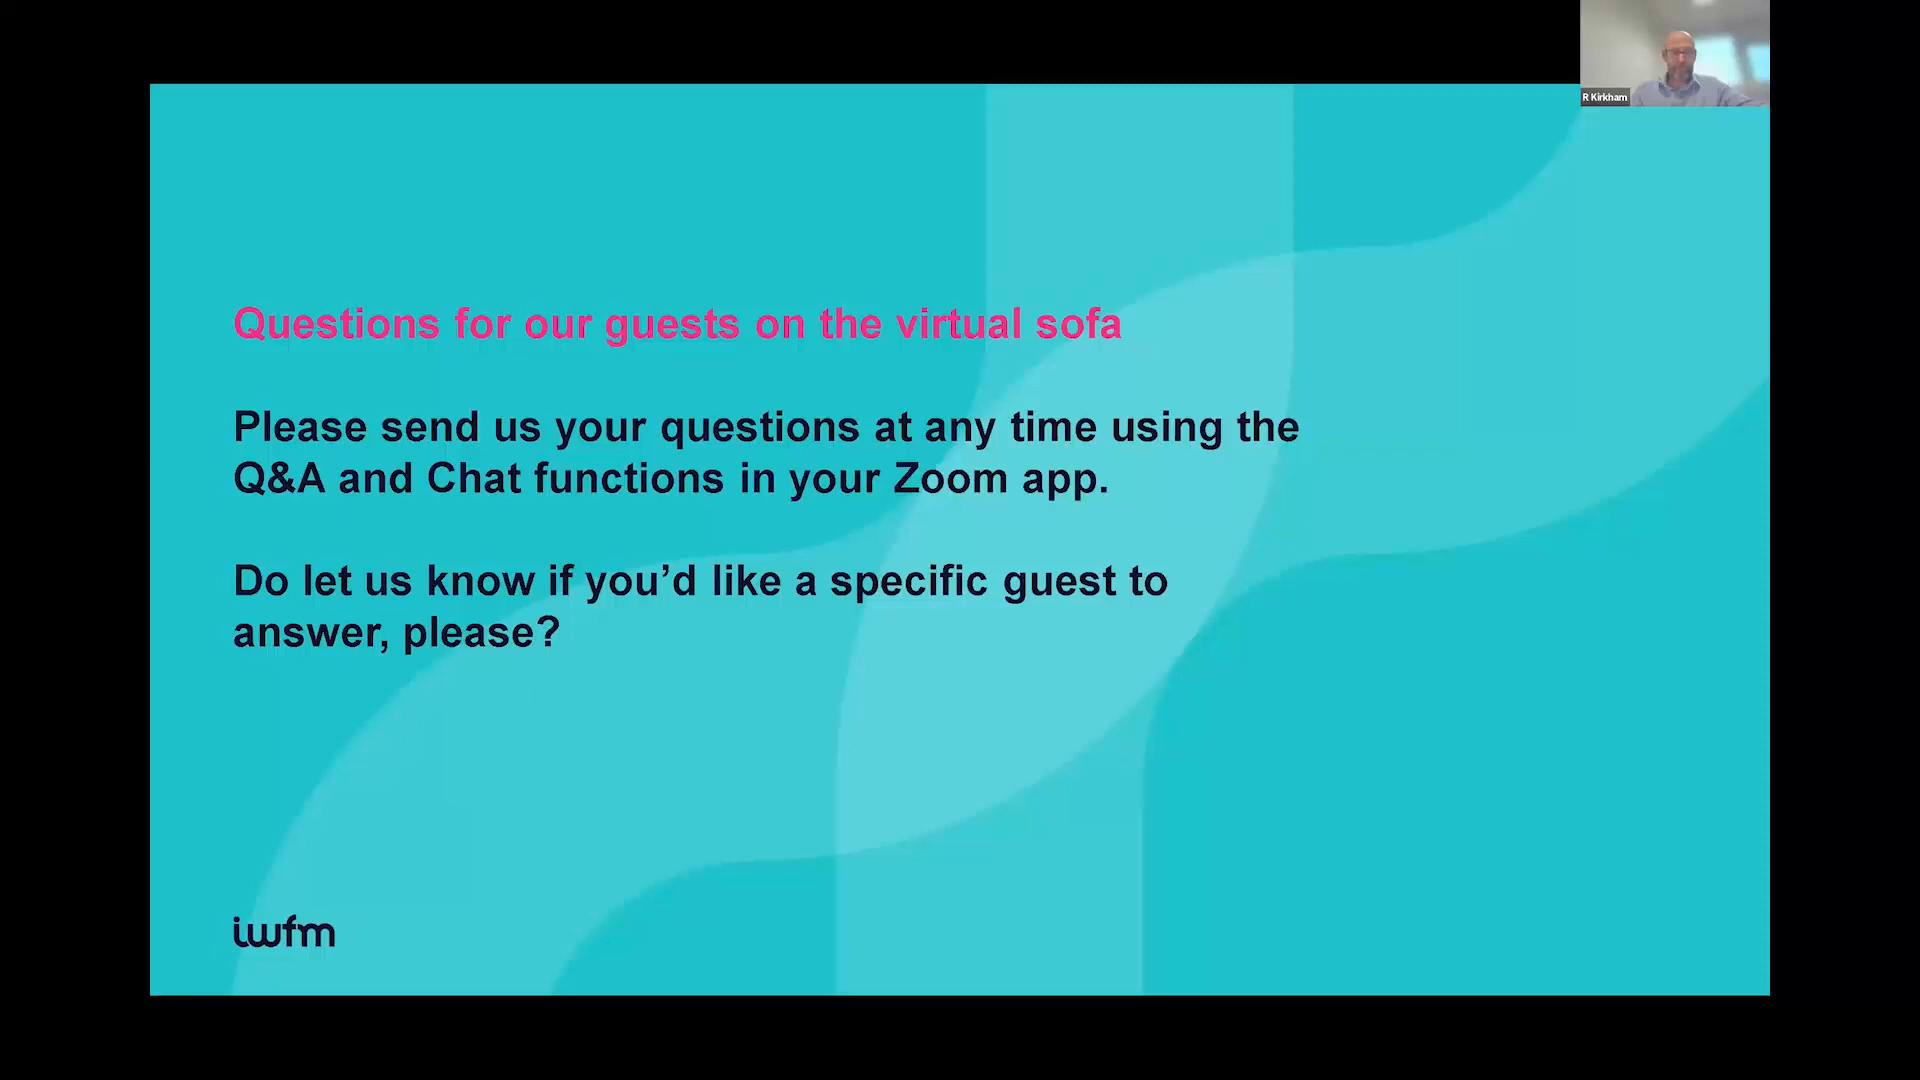 R Kirkham
Questions for our guests on the virtual sofa
Please send us your questions at any time using the
Q&A and Chat functions in your Zoom app.
Do let us know if you’d like a specific guest to
answer, please?
iwfm